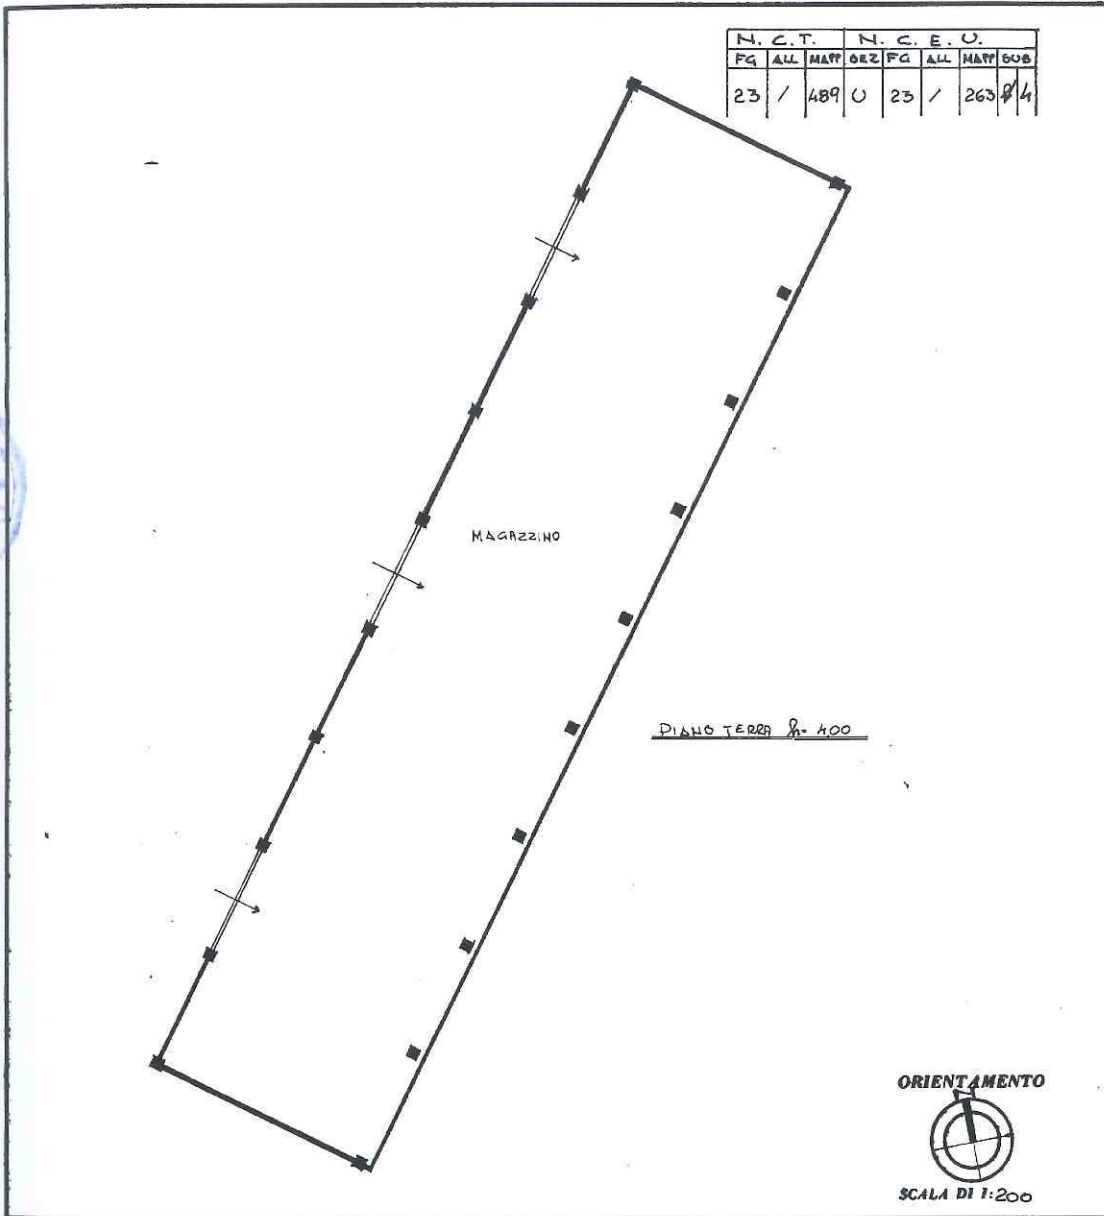 N. C. T. N. C. E. U.
FG ALL MAPP SEZ FG ALL MAPP SUB
23 / 489 U 23 / 263 4
MAGAZZINO
PIANO TERRA h= 4,00
ORIENTAMENTO
N
SCALA DI 1:200